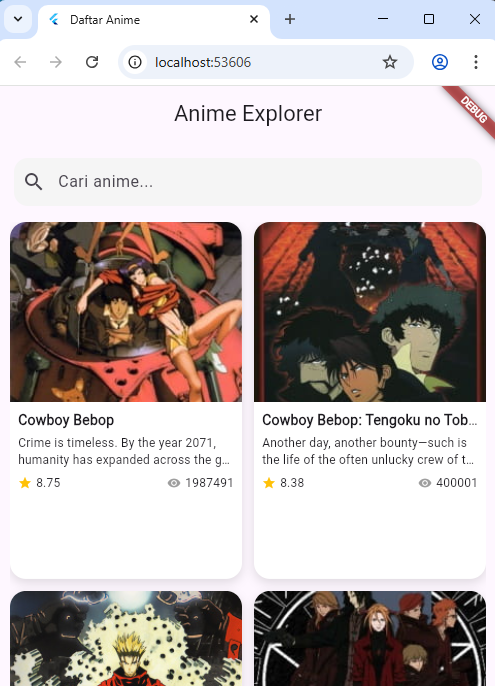 Daftar Anime
localhost:53606
DEBUG
Anime Explorer
Cari anime...
Cowboy Bebop
Crime is timeless. By the year 2071,
humanity has expanded across the g...
8.75
1987491
Cowboy Bebop: Tengoku no Tob...
Another day, another bounty—such is
the life of the often unlucky crew of t...
8.38
400001